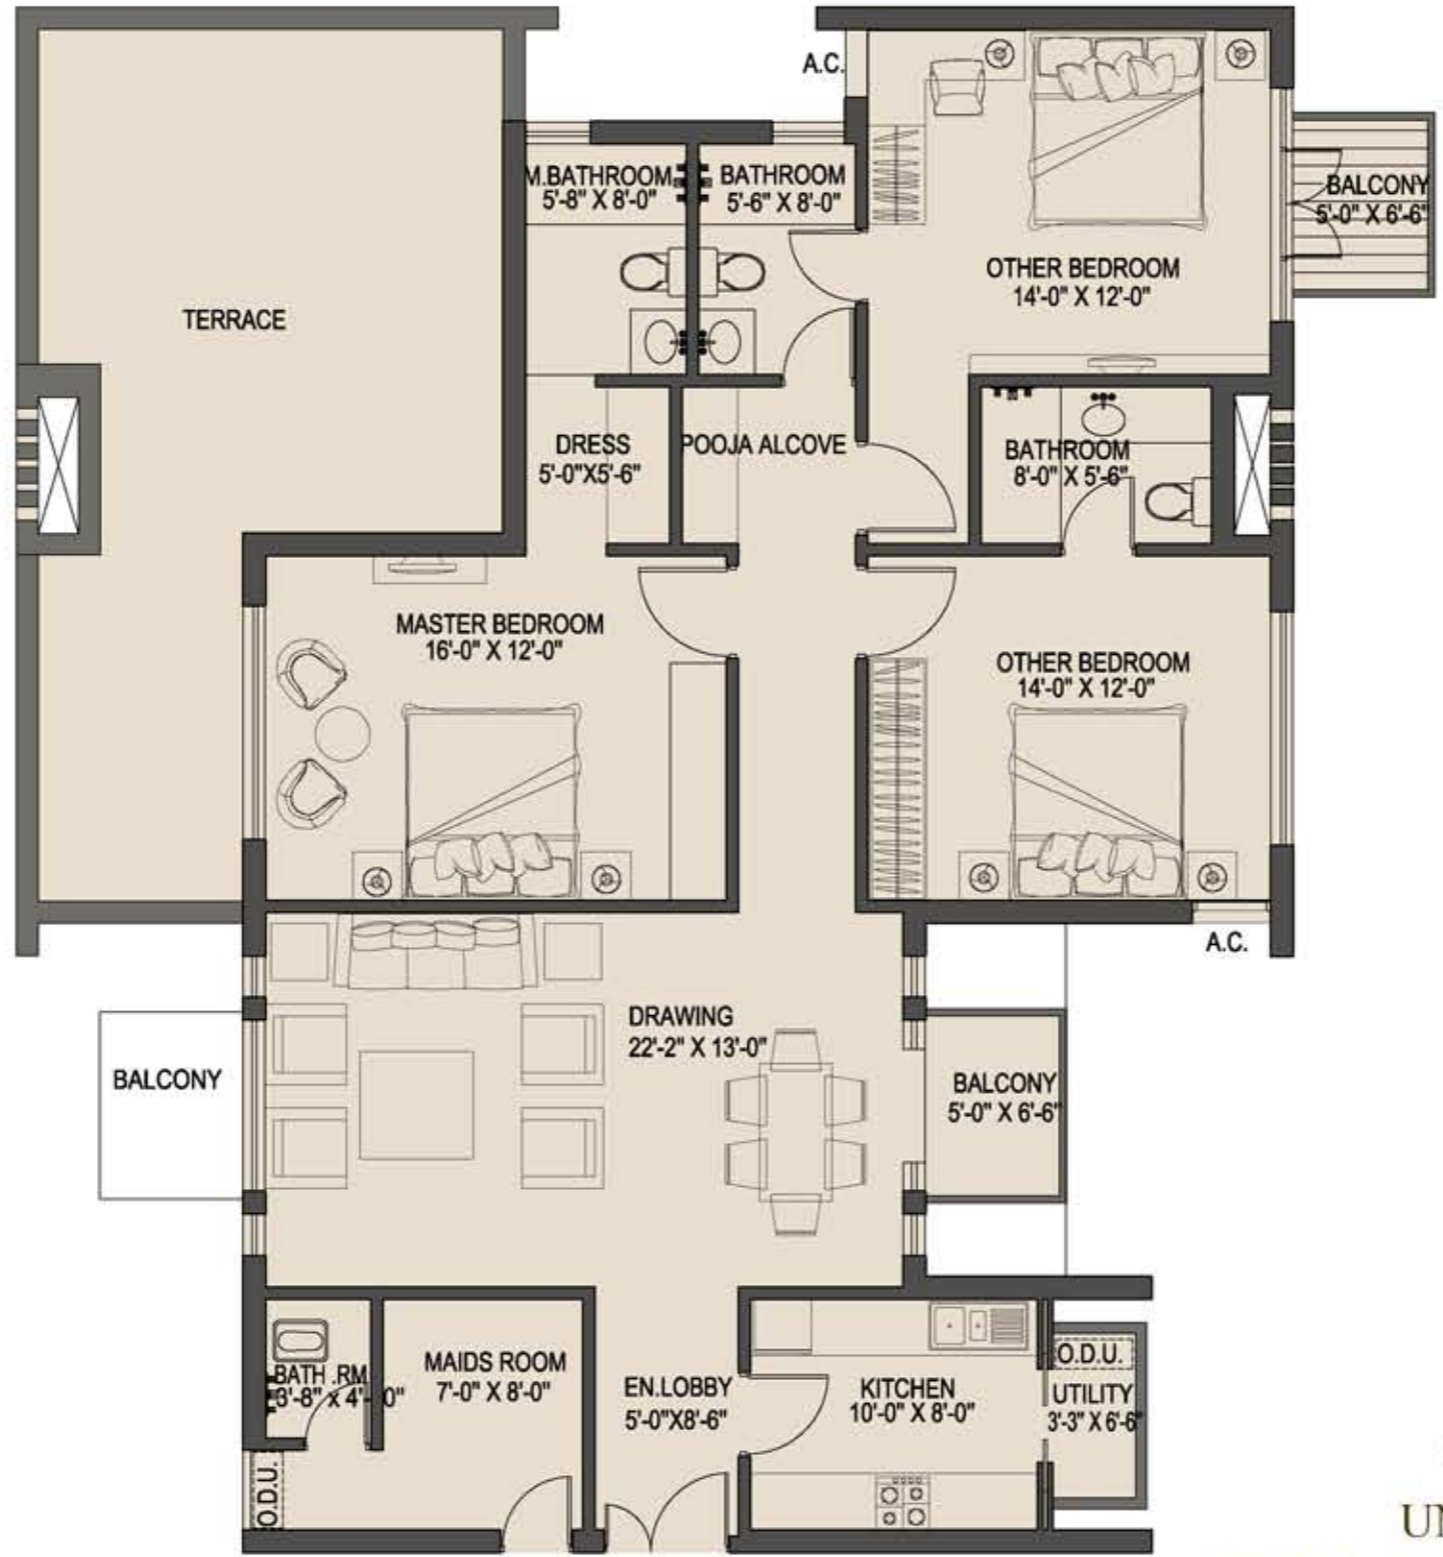 A.C.
M.BATHROOM
5'-8" X 8'-0"
BATHROOM
5'-6" X 8'-0"
BALCONY
5'-0" X 6'-6"
OTHER BEDROOM
14'-0" X 12'-0"
TERRACE
DRESS
5'-0"X5'-6"
POOJA ALCOVE
BATHROOM
8'-0" X 5'-6"
MASTER BEDROOM
16'-0" X 12'-0"
OTHER BEDROOM
14'-0" X 12'-0"
A.C.
DRAWING
22'-2" X 13'-0"
BALCONY
BALCONY
5'-0" X 6'-6"
BATH .RM
3'-8" x 4'-0"
MAIDS ROOM
7'-0" X 8'-0"
EN.LOBBY
5'-0"X8'-6"
KITCHEN
10'-0" X 8'-0"
O.D.U.
UTILITY
3'-3" X 6'-6"
O.D.U.